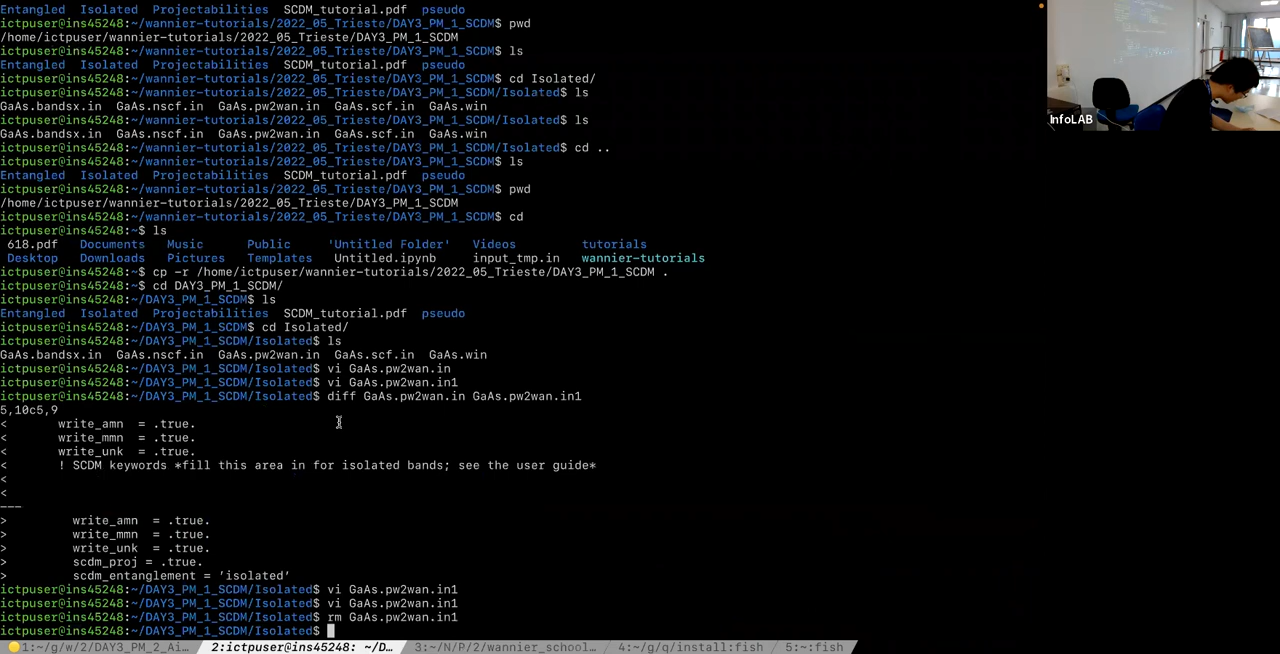 Entangled  Isolated  Projectabilities  SCDM_tutorial.pdf  pseudo
ictpuser@ins45248:~/wannier-tutorials/2022_05_Trieste/DAY3_PM_1_SCDM$ pwd
/home/ictpuser/wannier-tutorials/2022_05_Trieste/DAY3_PM_1_SCDM
ictpuser@ins45248:~/wannier-tutorials/2022_05_Trieste/DAY3_PM_1_SCDM$ ls
Entangled  Isolated  Projectabilities  SCDM_tutorial.pdf  pseudo
ictpuser@ins45248:~/wannier-tutorials/2022_05_Trieste/DAY3_PM_1_SCDM$ cd Isolated/
ictpuser@ins45248:~/wannier-tutorials/2022_05_Trieste/DAY3_PM_1_SCDM/Isolated$ ls
GaAs.bandsx.in  GaAs.nscf.in  GaAs.pw2wan.in  GaAs.scf.in  GaAs.win
ictpuser@ins45248:~/wannier-tutorials/2022_05_Trieste/DAY3_PM_1_SCDM/Isolated$ ls
GaAs.bandsx.in  GaAs.nscf.in  GaAs.pw2wan.in  GaAs.scf.in  GaAs.win
ictpuser@ins45248:~/wannier-tutorials/2022_05_Trieste/DAY3_PM_1_SCDM/Isolated$ cd ..
ictpuser@ins45248:~/wannier-tutorials/2022_05_Trieste/DAY3_PM_1_SCDM$ ls
Entangled  Isolated  Projectabilities  SCDM_tutorial.pdf  pseudo
ictpuser@ins45248:~/wannier-tutorials/2022_05_Trieste/DAY3_PM_1_SCDM$ pwd
/home/ictpuser/wannier-tutorials/2022_05_Trieste/DAY3_PM_1_SCDM
ictpuser@ins45248:~/wannier-tutorials/2022_05_Trieste/DAY3_PM_1_SCDM$ cd
ictpuser@ins45248:~$ ls
618.pdf  Documents  Music  Public  'Untitled Folder'  Videos  tutorials
Desktop  Downloads  Pictures  Templates  Untitled.ipynb  input_tmp.in  wannier-tutorials
ictpuser@ins45248:~$ cp -r /home/ictpuser/wannier-tutorials/2022_05_Trieste/DAY3_PM_1_SCDM .
ictpuser@ins45248:~$ cd DAY3_PM_1_SCDM/
ictpuser@ins45248:~/DAY3_PM_1_SCDM$ ls
Entangled  Isolated  Projectabilities  SCDM_tutorial.pdf  pseudo
ictpuser@ins45248:~/DAY3_PM_1_SCDM$ cd Isolated/
ictpuser@ins45248:~/DAY3_PM_1_SCDM/Isolated$ ls
GaAs.bandsx.in  GaAs.nscf.in  GaAs.pw2wan.in  GaAs.scf.in  GaAs.win
ictpuser@ins45248:~/DAY3_PM_1_SCDM/Isolated$ vi GaAs.pw2wan.in
ictpuser@ins45248:~/DAY3_PM_1_SCDM/Isolated$ vi GaAs.pw2wan.in1
ictpuser@ins45248:~/DAY3_PM_1_SCDM/Isolated$ diff GaAs.pw2wan.in GaAs.pw2wan.in1
5,10c5,9
<       write_amn  = .true.
<       write_mmn  = .true.
<       write_unk  = .true.
<       ! SCDM keywords *fill this area in for isolated bands; see the user guide*
<
<
---
>         write_amn  = .true.
>         write_mmn  = .true.
>         write_unk  = .true.
>         scdm_proj = .true.
>         scdm_entanglement = 'isolated'
ictpuser@ins45248:~/DAY3_PM_1_SCDM/Isolated$ vi GaAs.pw2wan.in1
ictpuser@ins45248:~/DAY3_PM_1_SCDM/Isolated$ vi GaAs.pw2wan.in1
ictpuser@ins45248:~/DAY3_PM_1_SCDM/Isolated$ rm GaAs.pw2wan.in1
ictpuser@ins45248:~/DAY3_PM_1_SCDM/Isolated$
1:~/g/w/2/DAY3_PM_2_Ai…  2:ictpuser@ins45248: ~/D…  3:~/N/P/2/wannier_school…  4:~/g/q/install:fish  5:~:fish
InfoLAB